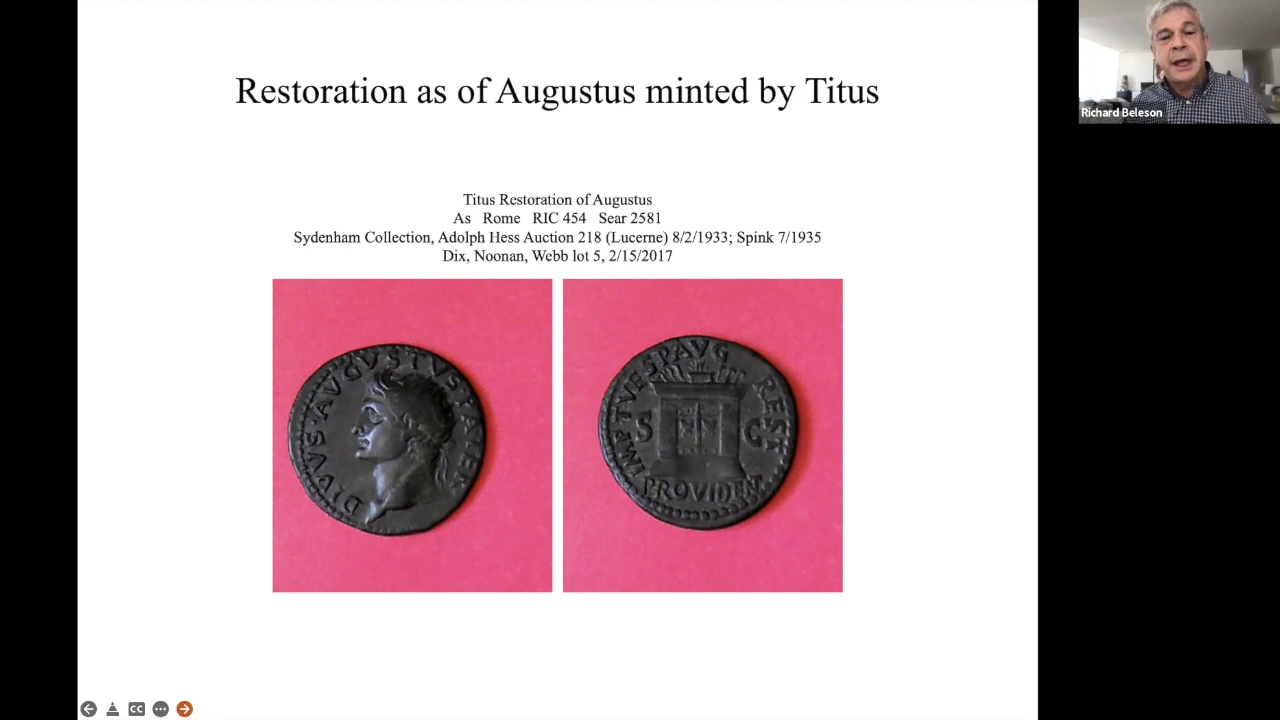 Restoration as of Augustus minted by Titus
Richard Beleson
Titus Restoration of Augustus
As Rome RIC 454 Sear 2581
Sydenham Collection, Adolph Hess Auction 218 (Lucerne) 8/2/1933; Spink 7/1935
Dix, Noonan, Webb lot 5, 2/15/2017
DIVVS·AVGVSTVS·PATER
IMP T VESP AVG REST
S C
PROVIDENT
CC